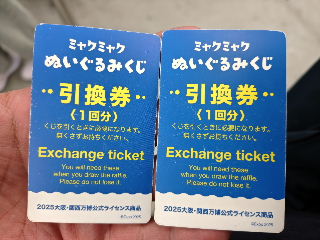 ミャクミャク
ぬいぐるみくじ
引換券
(1回分)
くじを引くときに必要になります。
無くさずお持ちください。
Exchange ticket
You will need these
when you draw the raffle.
Please do not lose it.
2025大阪・関西万博公式ライセンス商品
©Expo 2025
ミャクミャク
ぬいぐるみくじ
引換券
(1回分)
くじを引くときに必要になります。
無くさずお持ちください。
Exchange ticket
You will need these
when you draw the raffle.
Please do not lose it.
2025大阪・関西万博公式ライセンス商品
©Expo 2025